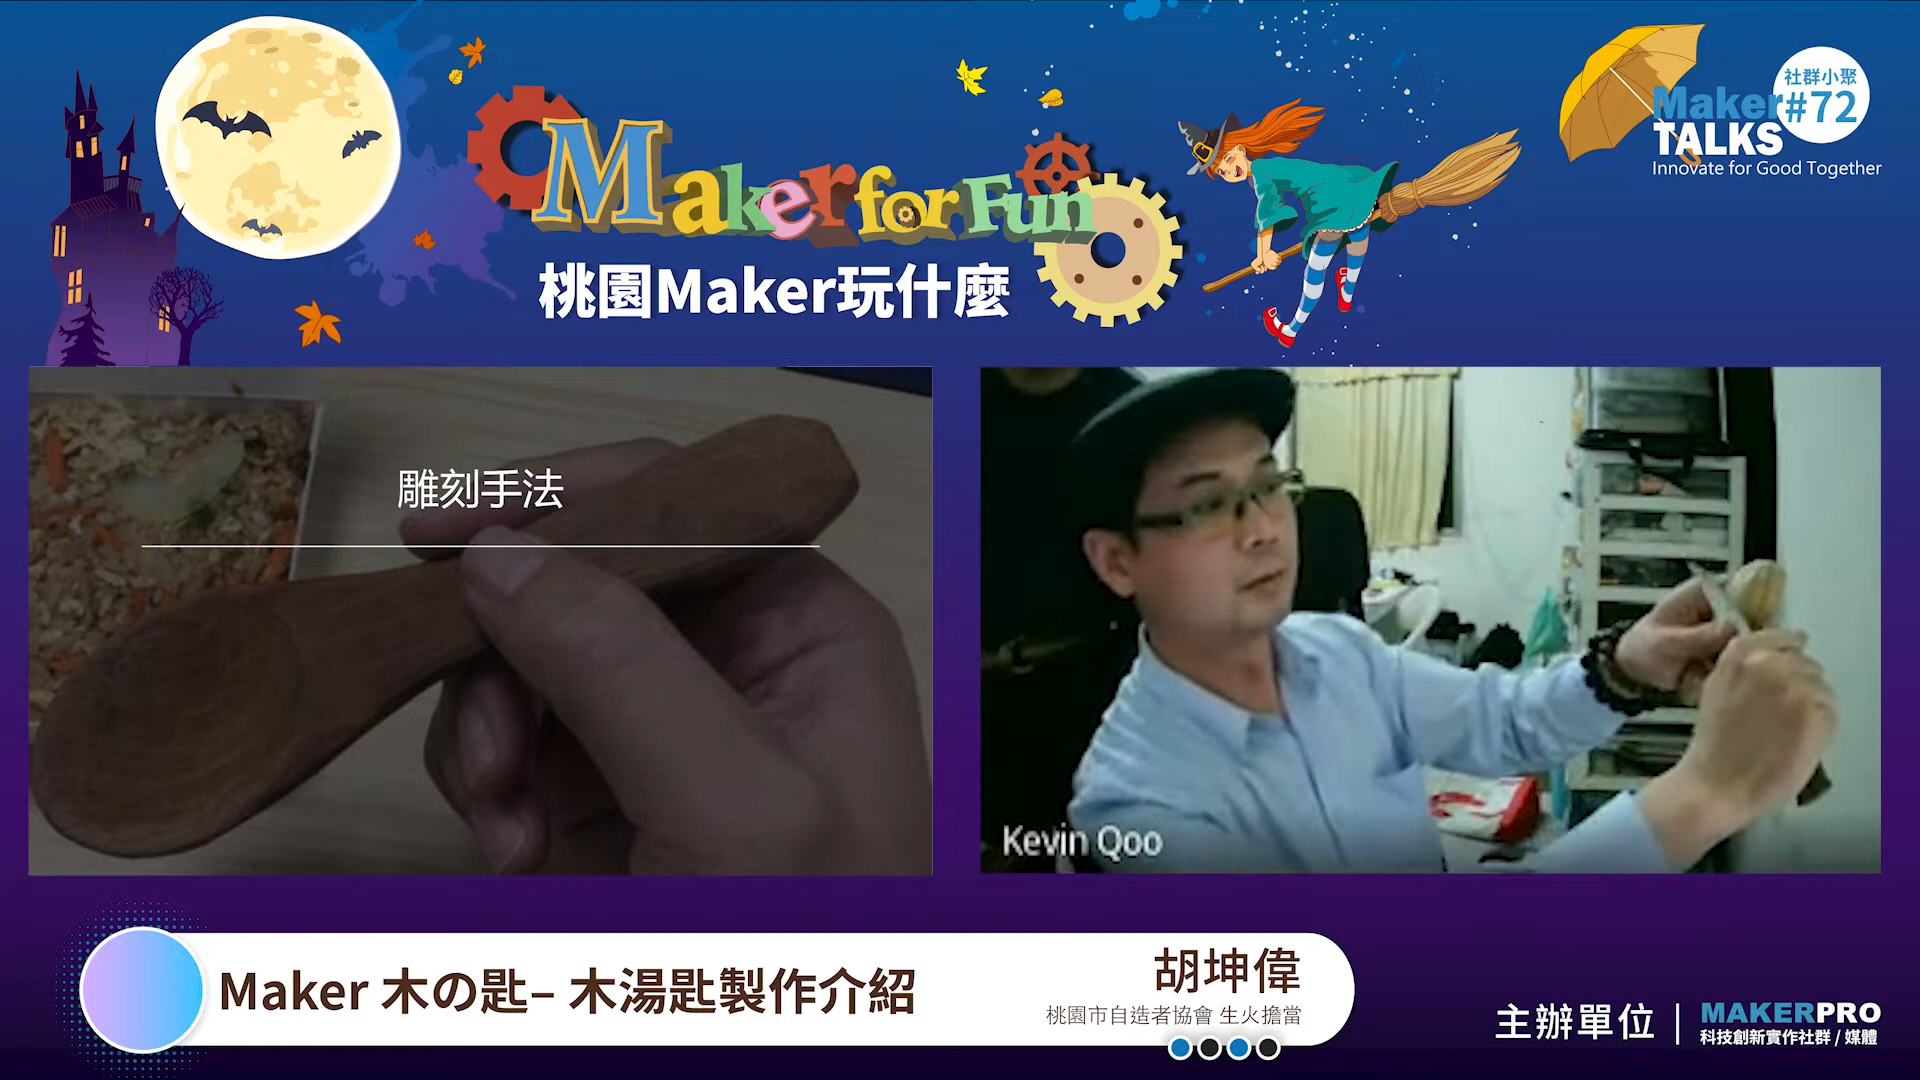 社群小聚
Maker #72
TALKS
Innovate for Good Together
Maker for Fun
桃園Maker玩什麼
雕刻手法
Kevin Qoo
Maker 木の匙– 木湯匙製作介紹
胡坤偉
桃園市自造者協會 生火擔當
主辦單位 | MAKERPRO
科技創新實作社群 / 媒體